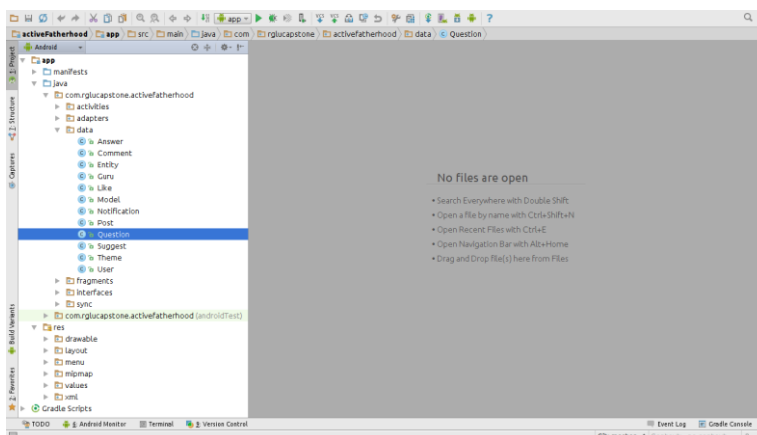 app
activeFatherhood app src main java com rglucapstone activefatherhood data Question
Android
app
manifests
java
com.rglucapstone.activefatherhood
activities
adapters
data
Answer
Comment
Entity
Guru
Like
Model
Notification
Post
Question
Suggest
Theme
User
fragments
interfaces
sync
com.rglucapstone.activefatherhood (androidTest)
res
drawable
layout
menu
mipmap
values
xml
Gradle Scripts
1: Project
7: Structure
Captures
Build Variants
2: Favorites
No files are open
• Search Everywhere with Double Shift
• Open a file by name with Ctrl+Shift+N
• Open Recent Files with Ctrl+E
• Open Navigation Bar with Alt+Home
• Drag and Drop file(s) here from Files
TODO 6: Android Monitor Terminal 9: Version Control Event Log Gradle Console